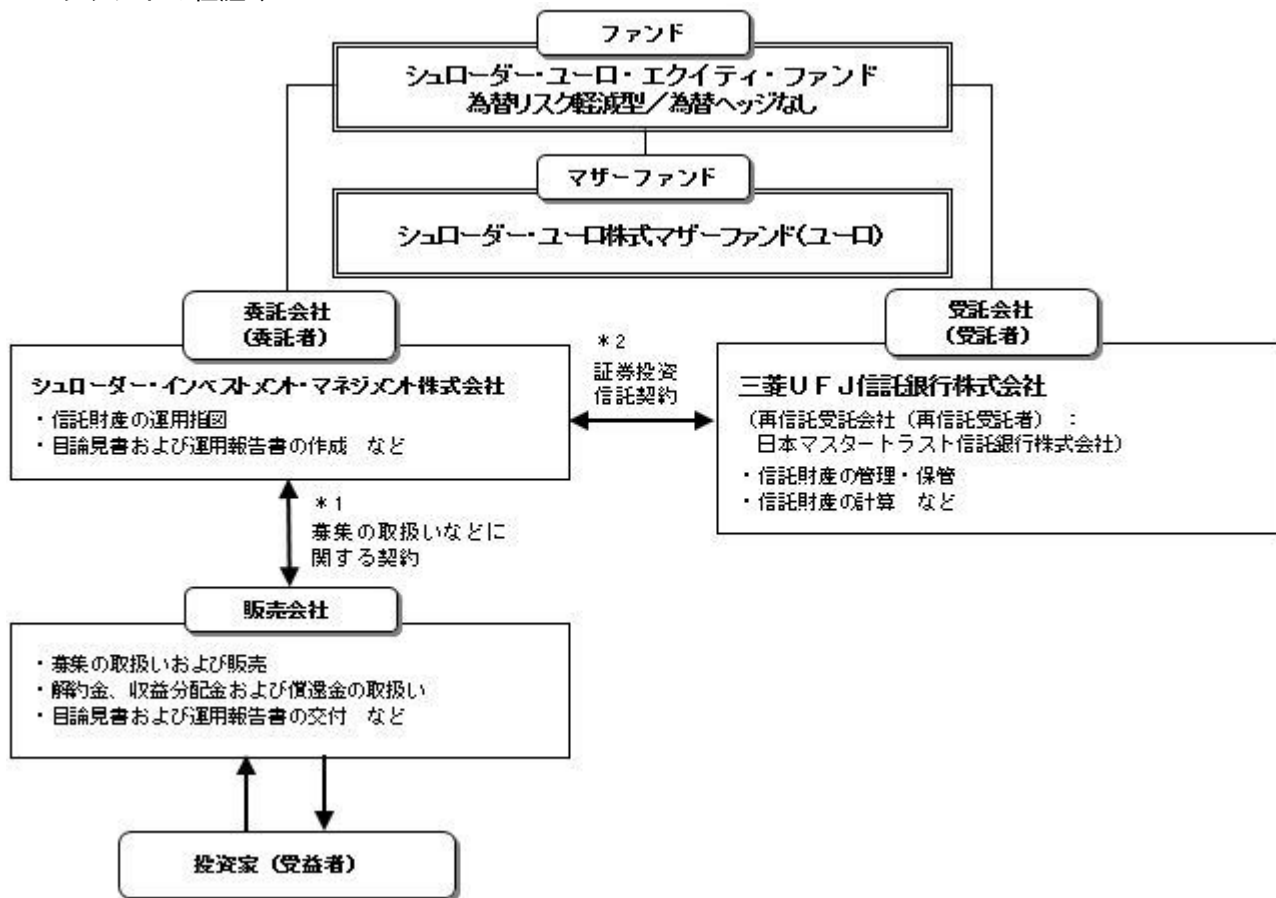 ファンド
シュローダー・ユーロ・エクイティ・ファンド
為替リスク軽減型／為替ヘッジなし
マザーファンド
シュローダー・ユーロ株式マザーファンド（ユーロ）
委託会社
（委託者）
シュローダー・インベストメント・マネジメント株式会社
・信託財産の運用指図
・目論見書および運用報告書の作成　など
＊２
証券投資
信託契約
受託会社
（受託者）
三菱ＵＦＪ信託銀行株式会社
（再信託受託会社（再信託受託者）　：
日本マスタートラスト信託銀行株式会社）
・信託財産の管理・保管
・信託財産の計算　など
＊１
募集の取扱いなどに
関する契約
販売会社
・募集の取扱いおよび販売
・解約金、収益分配金および償還金の取扱い
・目論見書および運用報告書の交付　など
投資家（受益者）